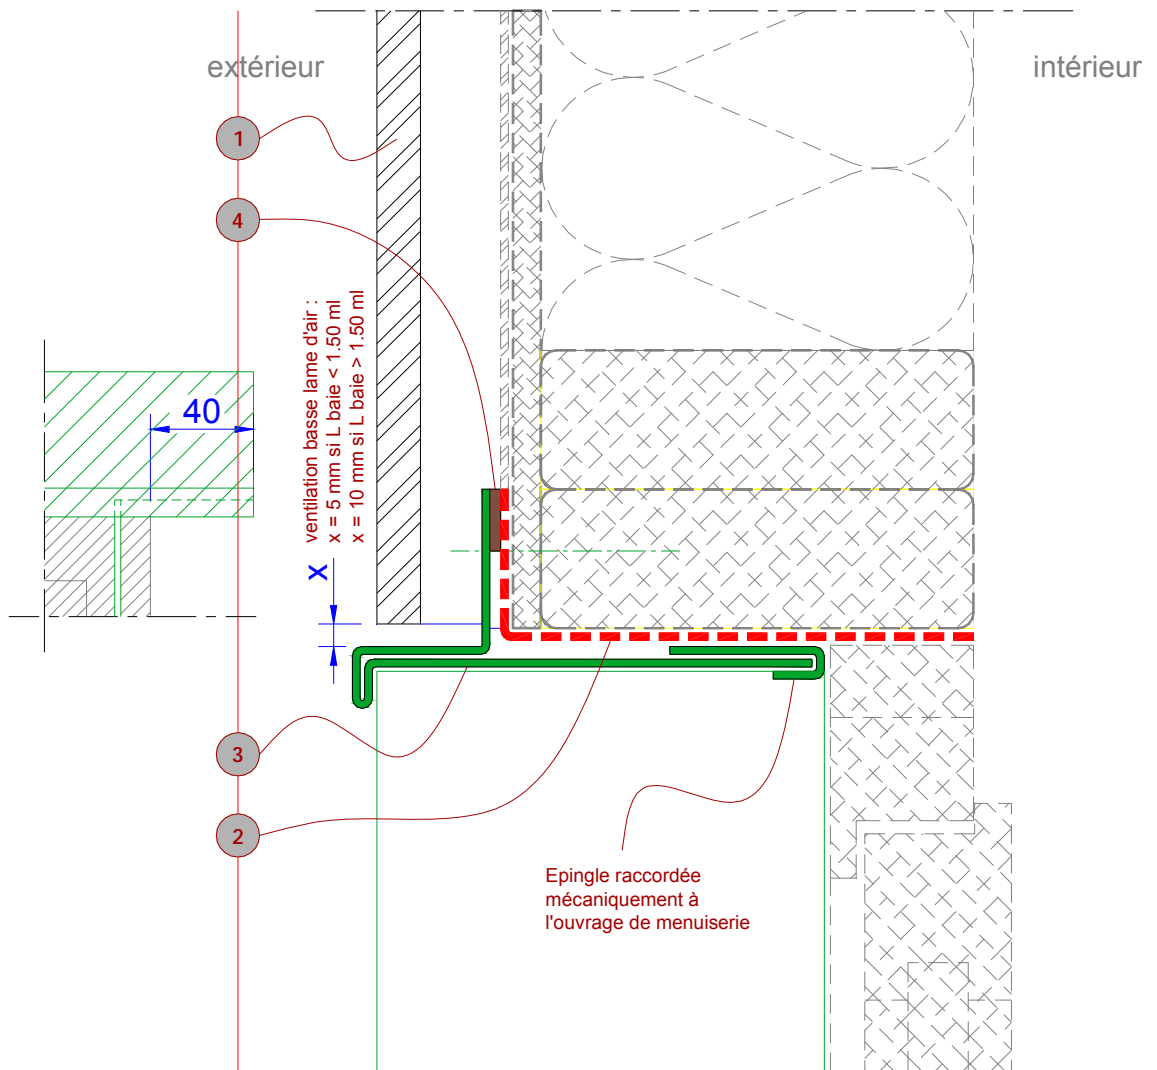 extérieur
intérieur
1
4
ventilation basse lame d'air :
x = 5 mm si L baie < 1.50 ml
x = 10 mm si L baie > 1.50 ml
40
x
3
2
Epingle raccordée
mécaniquement à
l'ouvrage de menuiserie